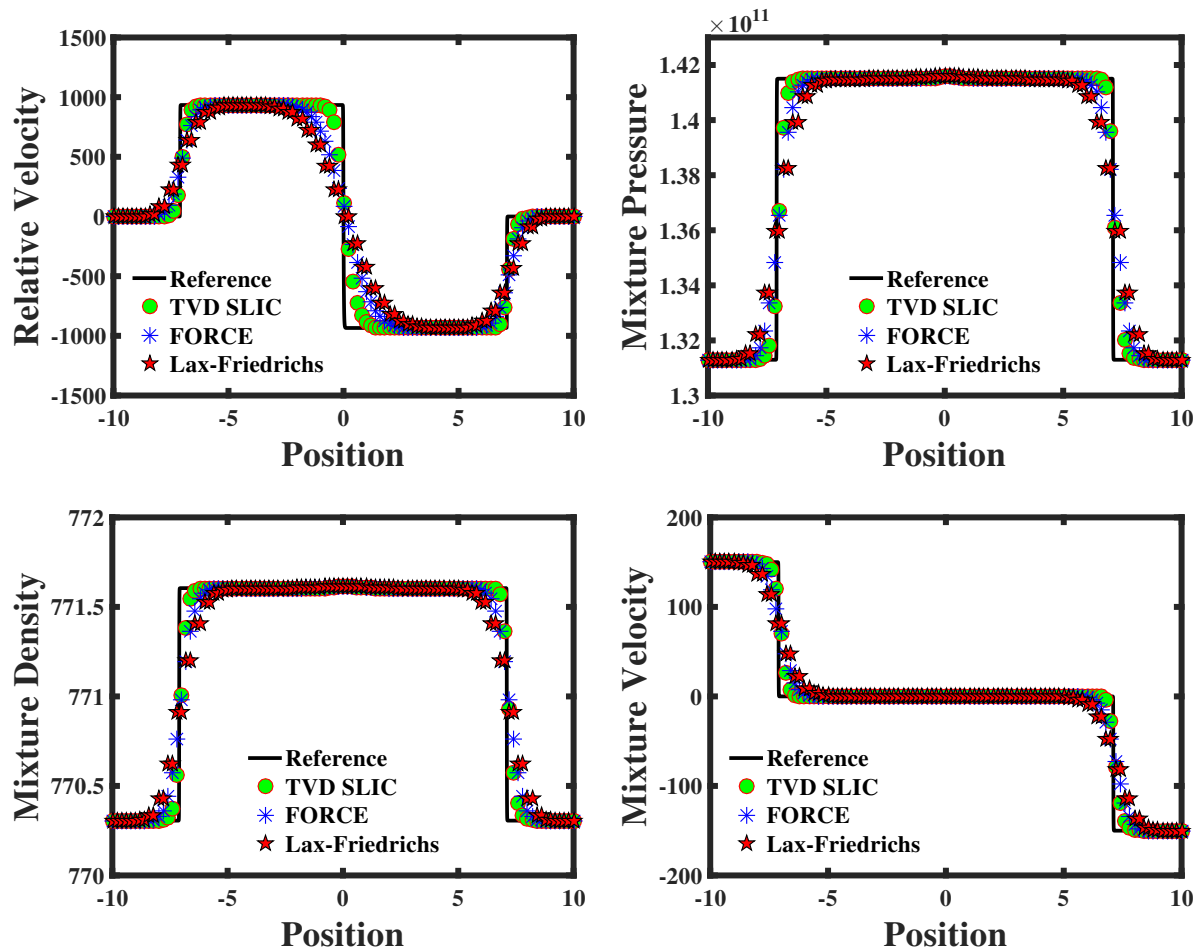 1500
1000
500
0
-500
-1000
-1500
Relative Velocity
Reference
TVD SLIC
FORCE
Lax-Friedrichs
-10 -5 0 5 10
Position
× 10¹¹
1.42
1.4
1.38
1.36
1.34
1.33
1.31
1.3
Mixture Pressure
Reference
TVD SLIC
FORCE
Lax-Friedrichs
-10 -5 0 5 10
Position
772
771.5
771
770.5
770
Mixture Density
Reference
TVD SLIC
FORCE
Lax-Friedrichs
-10 -5 0 5 10
Position
200
100
0
-100
-200
Mixture Velocity
Reference
TVD SLIC
FORCE
Lax-Friedrichs
-10 -5 0 5 10
Position